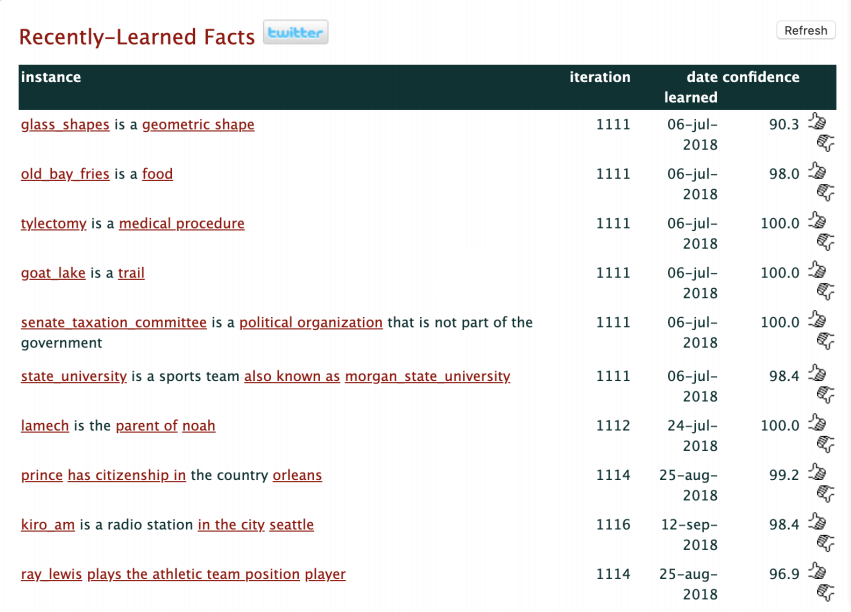 Recently-Learned Facts twitter Refresh
instance iteration date confidence
learned
glass_shapes is a geometric shape 1111 06-jul- 90.3
2018
old_bay_fries is a food 1111 06-jul- 98.0
2018
tylectomy is a medical procedure 1111 06-jul- 100.0
2018
goat_lake is a trail 1111 06-jul- 100.0
2018
senate_taxation_committee is a political organization that is not part of the 1111 06-jul- 100.0
government 2018
state_university is a sports team also known as morgan_state_university 1111 06-jul- 98.4
2018
lamech is the parent of noah 1112 24-jul- 100.0
2018
prince has citizenship in the country orleans 1114 25-aug- 99.2
2018
kiro_am is a radio station in the city seattle 1116 12-sep- 98.4
2018
ray_lewis plays the athletic team position player 1114 25-aug- 96.9
2018